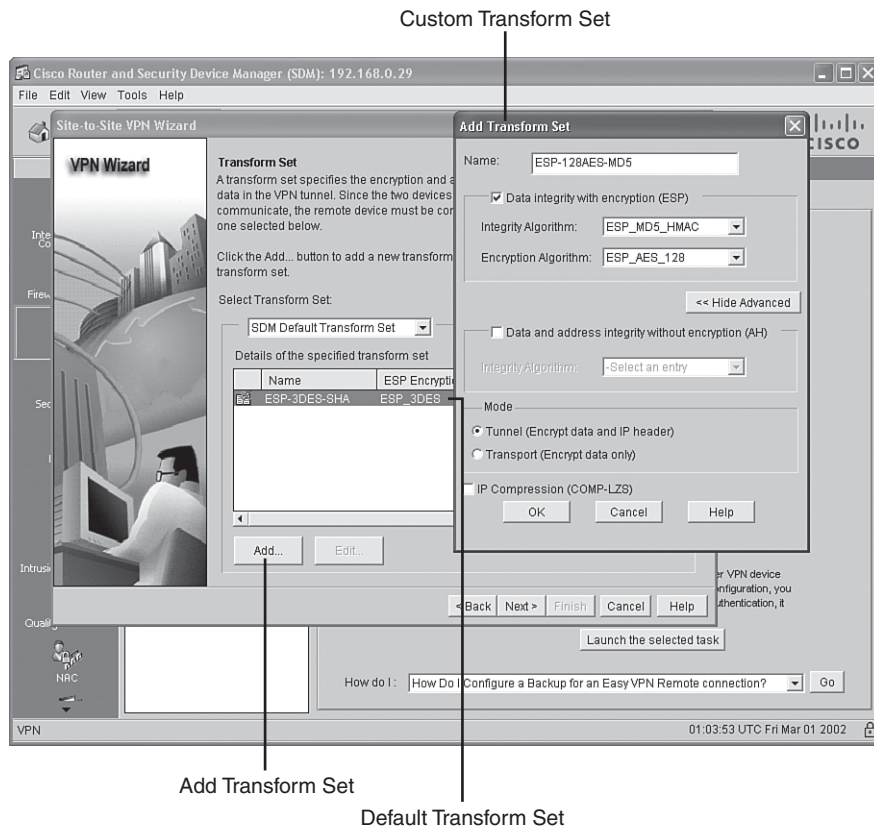 Custom Transform Set
Cisco Router and Security Device Manager (SDM): 192.168.0.29
File Edit View Tools Help
CISCO
Site-to-Site VPN Wizard
VPN Wizard
Transform Set
A transform set specifies the encryption and a
data in the VPN tunnel. Since the two devices
communicate, the remote device must be con
one selected below.
Click the Add... button to add a new transform
transform set.
Select Transform Set:
SDM Default Transform Set
Details of the specified transform set
Name ESP Encrypti
ESP-3DES-SHA ESP_3DES
Add... Edit...
< Back Next > Finish Cancel Help
Add Transform Set
Name: ESP-128AES-MD5
Data integrity with encryption (ESP)
Integrity Algorithm: ESP_MD5_HMAC
Encryption Algorithm: ESP_AES_128
<< Hide Advanced
Data and address integrity without encryption (AH)
Integrity Algorithm: -Select an entry
Mode
Tunnel (Encrypt data and IP header)
Transport (Encrypt data only)
IP Compression (COMP-LZS)
OK Cancel Help
Inte
Co
Firew
Sec
Intrusi
Quali
NAC
er VPN device
onfiguration, you
uthentication, it
Launch the selected task
How do I: How Do I Configure a Backup for an Easy VPN Remote connection? Go
VPN 01:03:53 UTC Fri Mar 01 2002
Add Transform Set
Default Transform Set